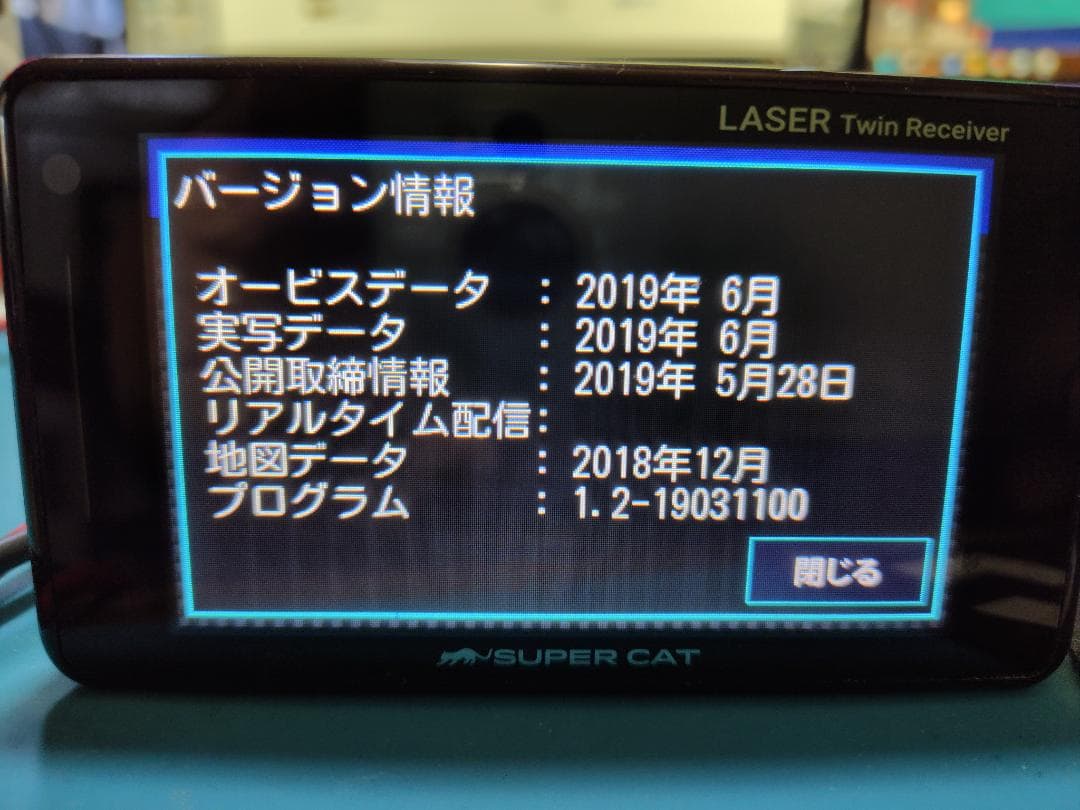 LASER Twin Receiver
バージョン情報
オービスデータ : 2019年 6月
実写データ : 2019年 6月
公開取締情報 : 2019年 5月28日
リアルタイム配信:
地図データ : 2018年12月
プログラム : 1.2-19031100
閉じる
SUPER CAT